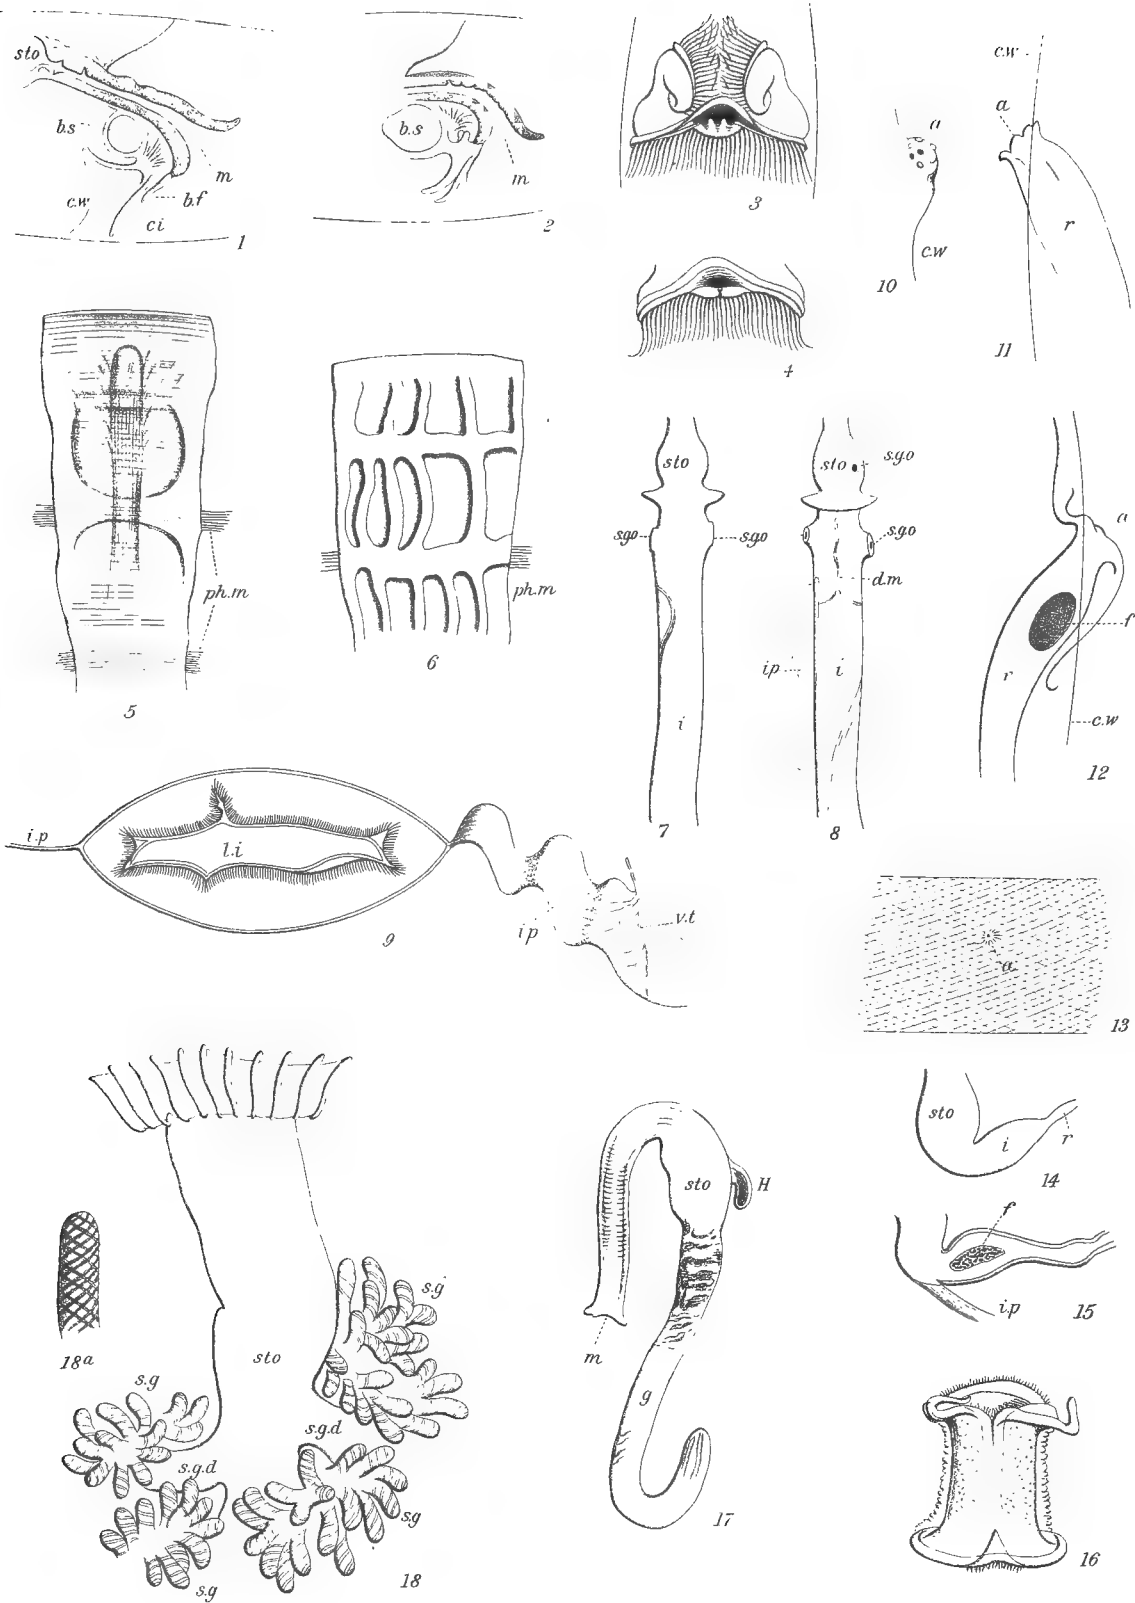 sto
b.s
m
c.w
b.f
ci
1
b.s
m
2
3
4
c.w
a
r
11
a
c.w
10
ph.m
5
ph.m
6
sto
s.g.o
s.g.o
i
7
sto
s.g.o
s.g.o
d.m
i.p
i
8
a
f
r
c.w
12
i.p
l.i
i p
v.t
9
a
13
sto
i
r
14
f
i.p
15
16
18a
s.g
sto
s.g
s.g.d
s.g.d
s.g
s.g
18
sto
H
m
g
17